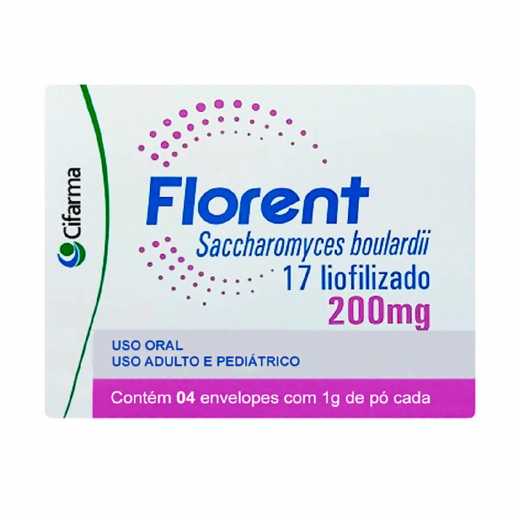 Cifarma
Florent
Saccharomyces boulardii
17 liofilizado
200mg
USO ORAL
USO ADULTO E PEDIÁTRICO
Contém 04 envelopes com 1g de pó cada